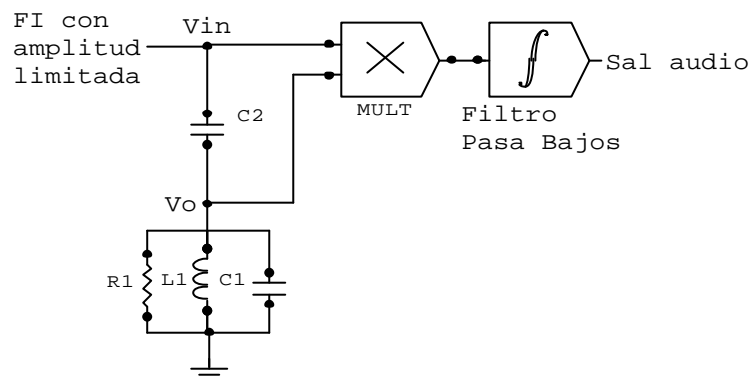 FI con
amplitud
limitada
Vin
C2
MULT
Filtro
Pasa Bajos
Sal audio
Vo
R1
L1
C1